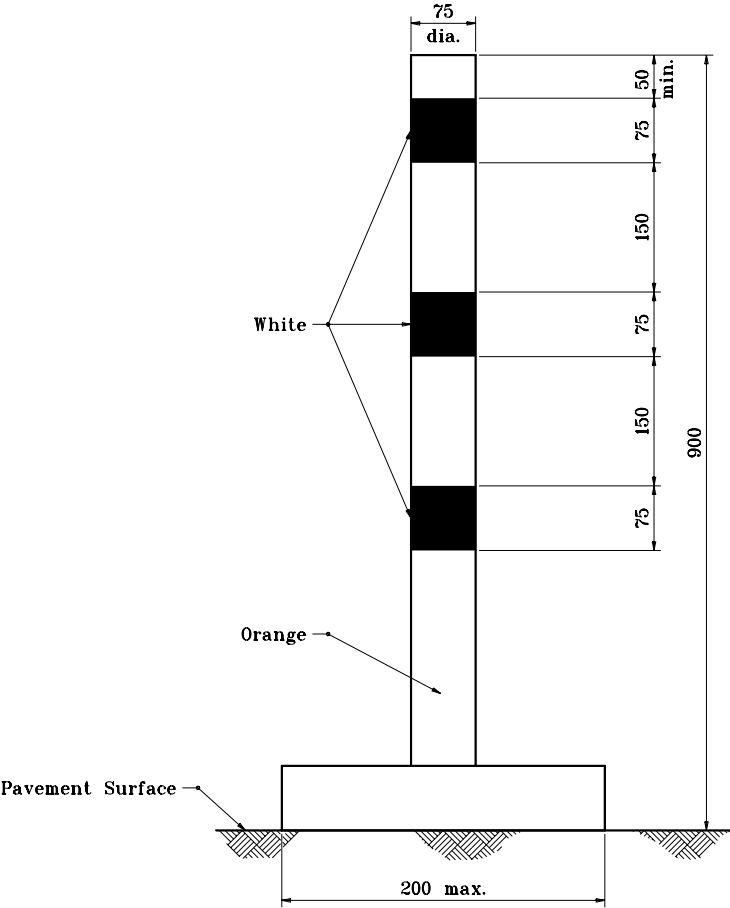 75
dia.
50
min.
75
150
White
75
150
900
75
Orange
Pavement Surface
200 max.